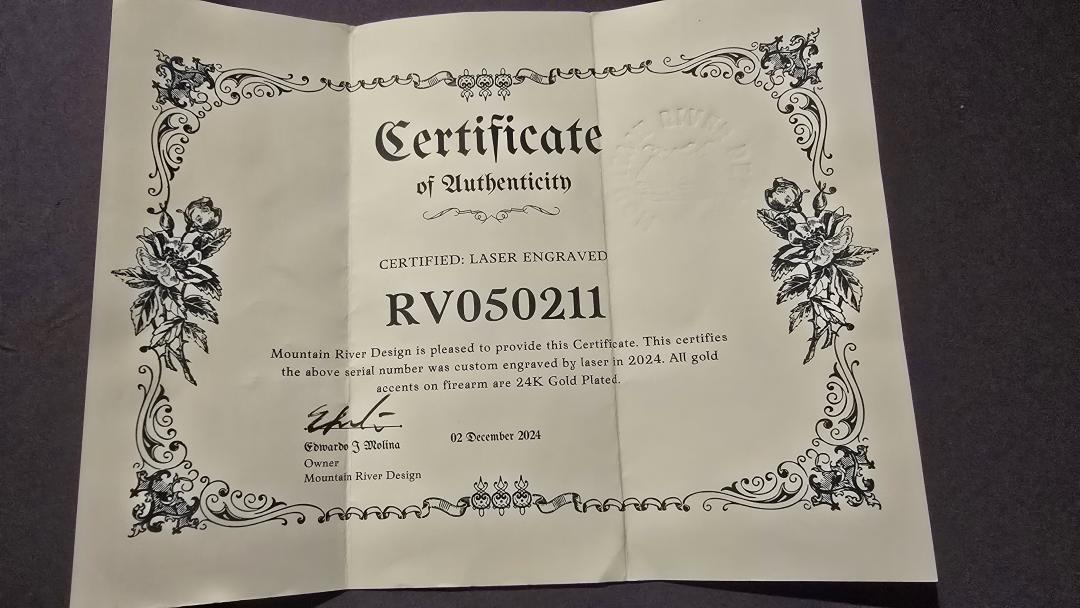 Certificate
of Authenticity
RIVER DE
CERTIFIED: LASER ENGRAVED
RV050211
Mountain River Design is pleased to provide this Certificate. This certifies
the above serial number was custom engraved by laser in 2024. All gold
accents on firearm are 24K Gold Plated.
Edwardo J Molina
02 December 2024
Owner
Mountain River Design